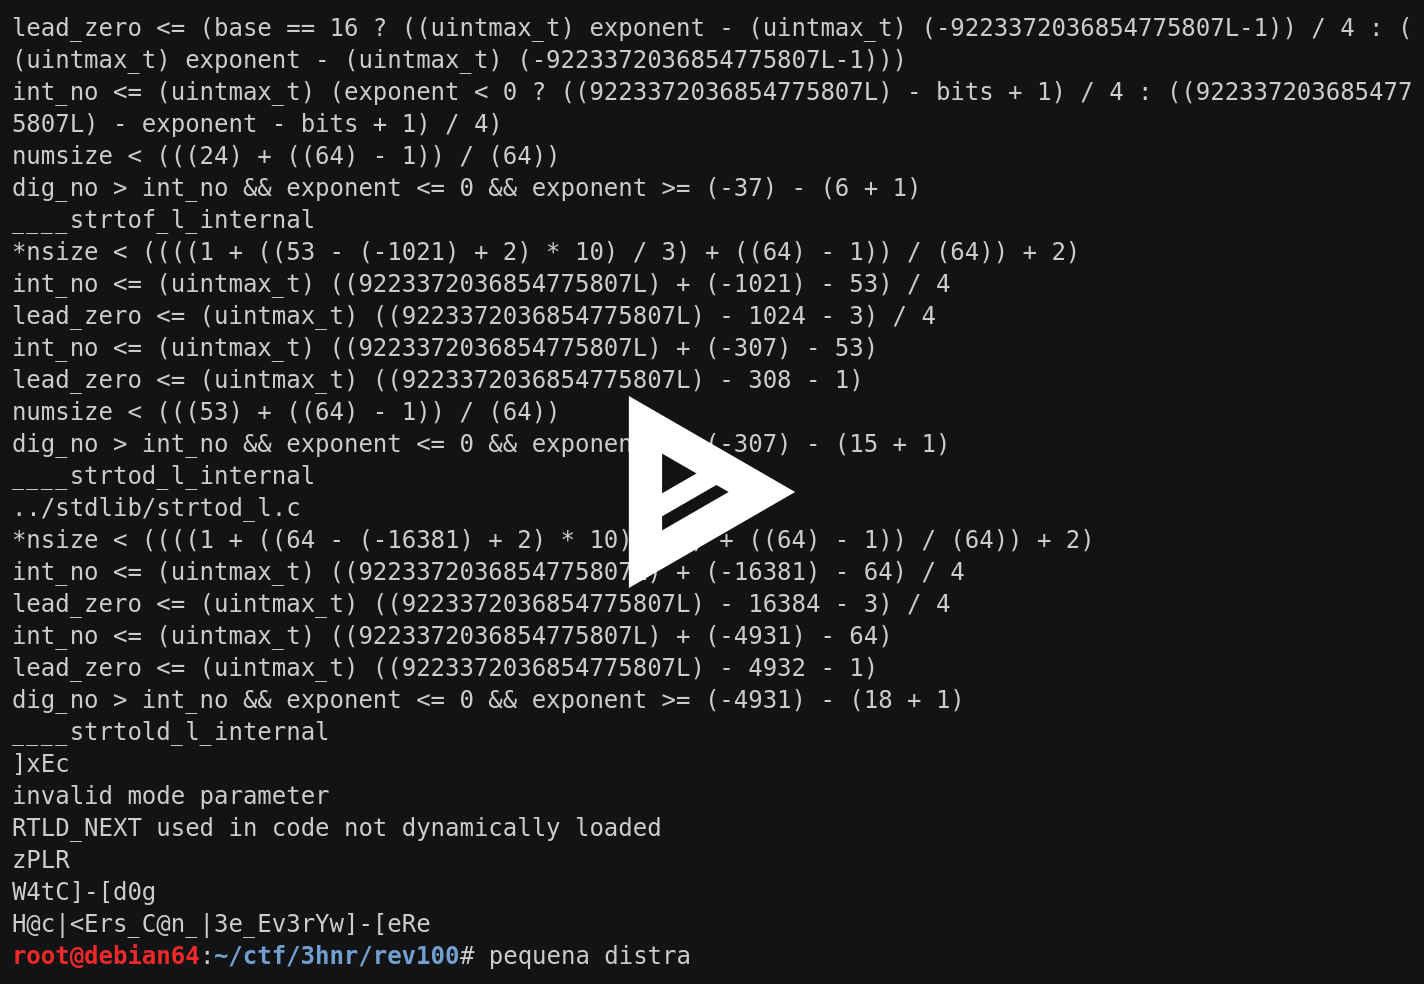 lead_zero <= (base == 16 ? ((uintmax_t) exponent - (uintmax_t) (-9223372036854775807L-1)) / 4 : (
(uintmax_t) exponent - (uintmax_t) (-9223372036854775807L-1)))
int_no <= (uintmax_t) (exponent < 0 ? ((9223372036854775807L) - bits + 1) / 4 : ((922337203685477
5807L) - exponent - bits + 1) / 4)
numsize < (((24) + ((64) - 1)) / (64))
dig_no > int_no && exponent <= 0 && exponent >= (-37) - (6 + 1)
____strtof_l_internal
*nsize < ((((1 + ((53 - (-1021) + 2) * 10) / 3) + ((64) - 1)) / (64)) + 2)
int_no <= (uintmax_t) ((9223372036854775807L) + (-1021) - 53) / 4
lead_zero <= (uintmax_t) ((9223372036854775807L) - 1024 - 3) / 4
int_no <= (uintmax_t) ((9223372036854775807L) + (-307) - 53)
lead_zero <= (uintmax_t) ((9223372036854775807L) - 308 - 1)
numsize < (((53) + ((64) - 1)) / (64))
dig_no > int_no && exponent <= 0 && (-307) - (15 + 1)
____strtod_l_internal
../stdlib/strtod_l.c
*nsize < ((((1 + ((64 - (-16381) + 2) * 10) + ((64) - 1)) / (64)) + 2)
int_no <= (uintmax_t) + (-16381) - 64) / 4
lead_zero <= (uintmax_t) ((9223372036854775807L) - 16384 - 3) / 4
int_no <= (uintmax_t) ((9223372036854775807L) + (-4931) - 64)
lead_zero <= (uintmax_t) ((9223372036854775807L) - 4932 - 1)
dig_no > int_no && exponent <= 0 && exponent >= (-4931) - (18 + 1)
____strtold_l_internal
]xEc
invalid mode parameter
RTLD_NEXT used in code not dynamically loaded
zPLR
W4tC]-[d0g
H@c|<Ers_C@n_|3e_Ev3rYw]-[eRe
root@debian64:~/ctf/3hnr/rev100# pequena distra